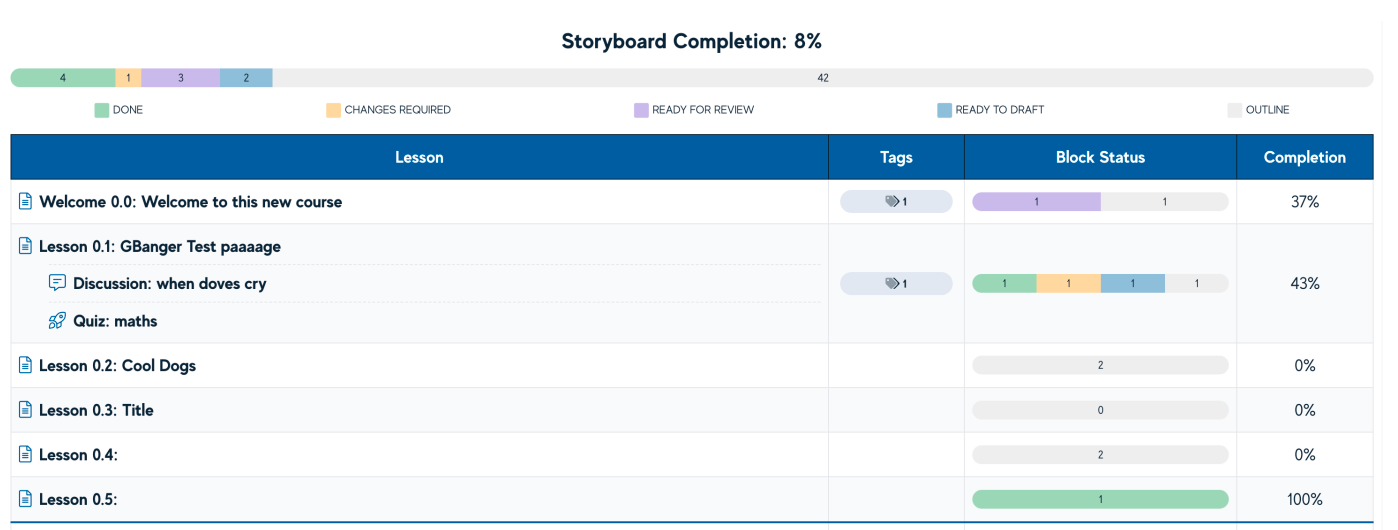 Storyboard Completion: 8%
4 1 3 2 42
DONE CHANGES REQUIRED READY FOR REVIEW READY TO DRAFT OUTLINE
Lesson Tags Block Status Completion
Welcome 0.0: Welcome to this new course 1 1 1 37%
Lesson 0.1: GBanger Test paaaage
Discussion: when doves cry 1 1 1 1 1 43%
Quiz: maths
Lesson 0.2: Cool Dogs 2 0%
Lesson 0.3: Title 0 0%
Lesson 0.4: 2 0%
Lesson 0.5: 1 100%